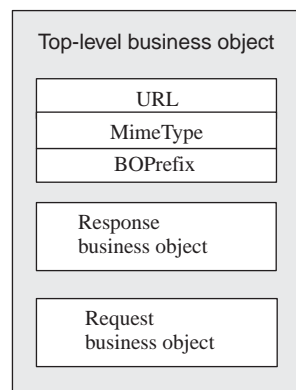 Top-level business object
URL
MimeType
BOPrefix
Response
business object
Request
business object